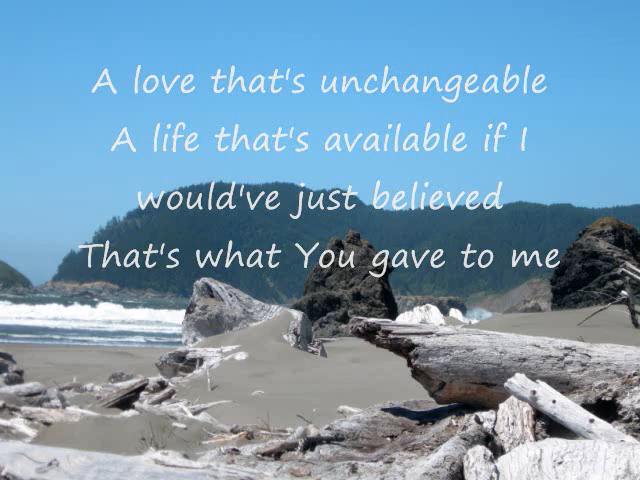 A love that's unchangeable
A life that's available if I
would've just believed
That's what You gave to me